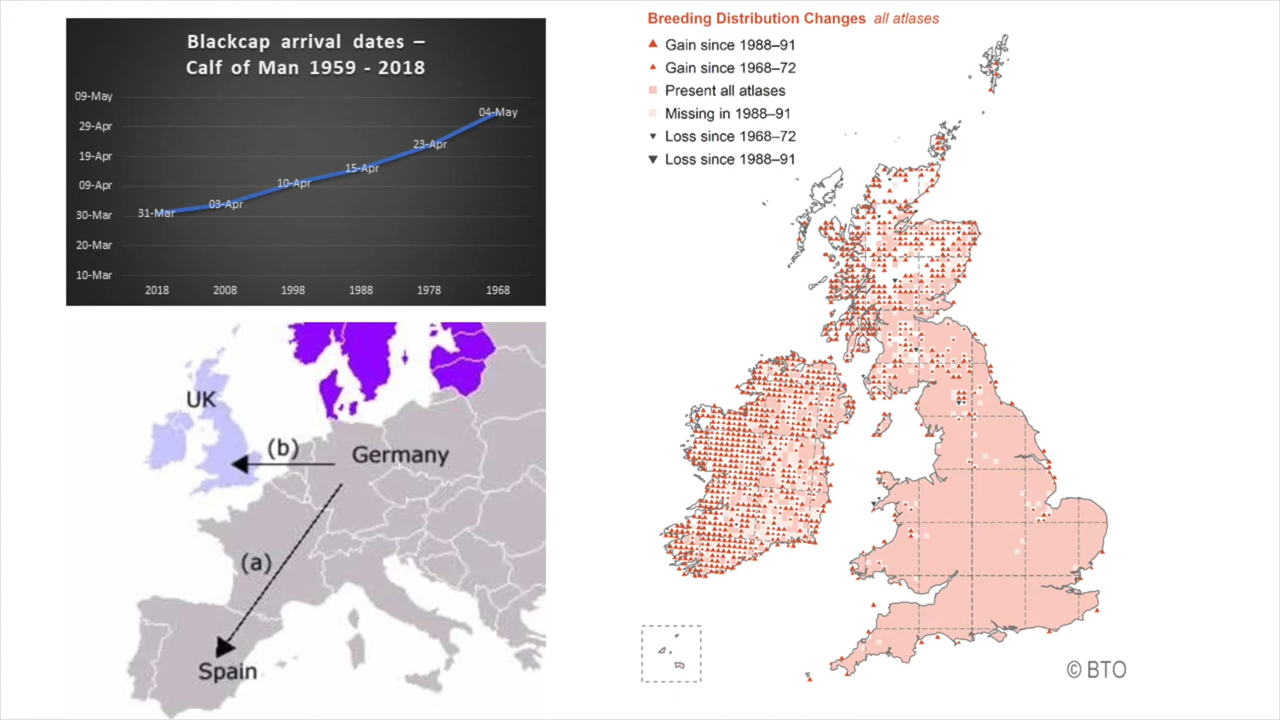 Blackcap arrival dates –
Calf of Man 1959 - 2018
09-May
29-Apr
19-Apr
09-Apr
30-Mar
20-Mar
10-Mar
31-Mar
03-Apr
10-Apr
15-Apr
23-Apr
04-May
2018
2008
1998
1988
1978
1968
UK
(b)
Germany
(a)
Spain
Breeding Distribution Changes all atlases
Gain since 1988–91
Gain since 1968–72
Present all atlases
Missing in 1988–91
Loss since 1968–72
Loss since 1988–91
© BTO